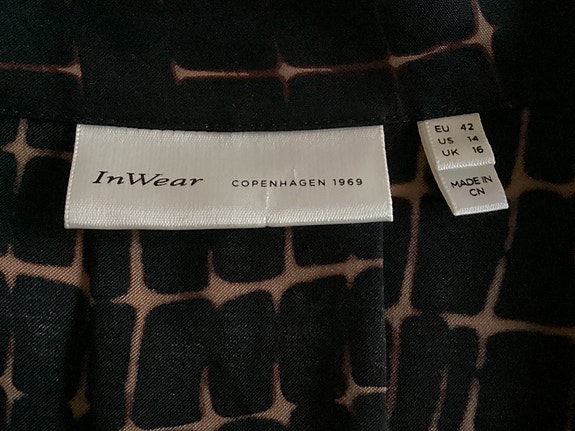 InWear COPENHAGEN 1969
EU 42
US 14
UK 16
MADE IN
CN